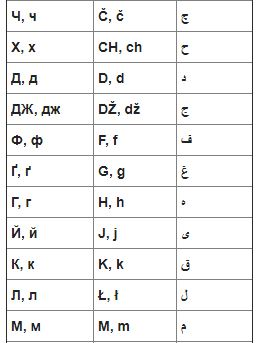 Ч, ч Č, č چ
Х, х CH, ch ح
Д, д D, d د
ДЖ, дж DŽ, dž ج
Ф, ф F, f ف
Ґ, ґ G, g غ
Г, г H, h ه
Й, й J, j ى
К, к K, k ق
Л, л Ł, ł ل
М, м M, m م